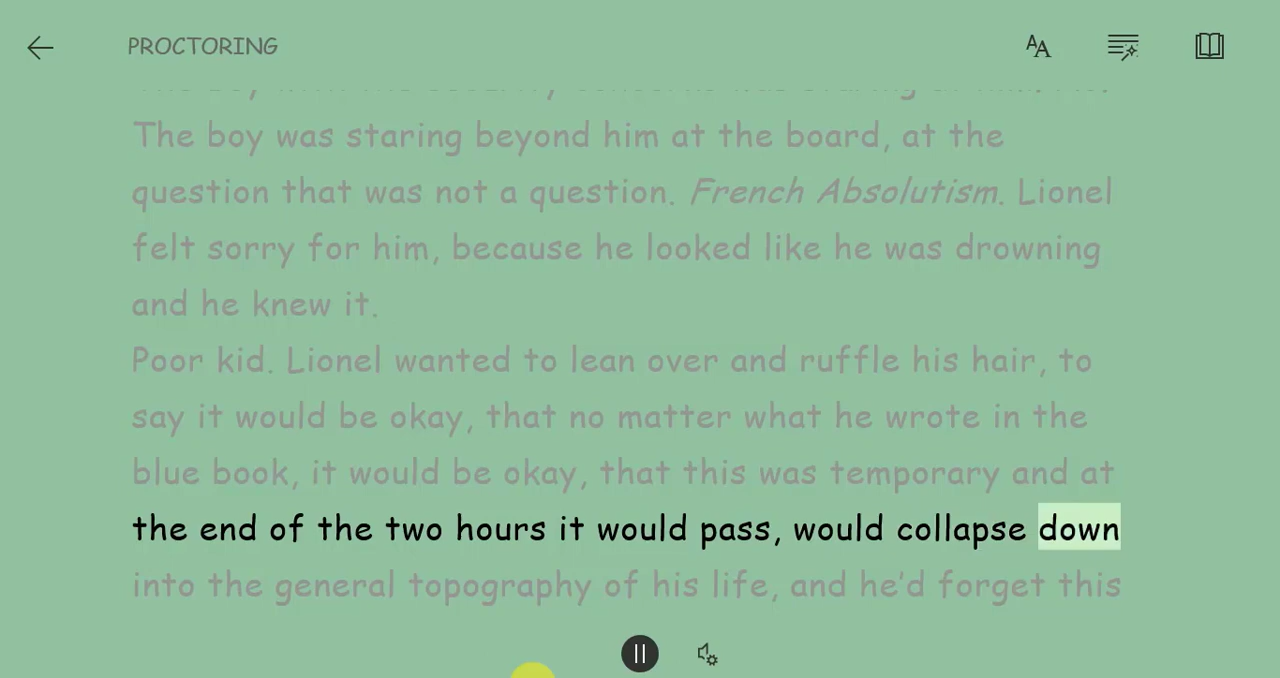 PROCTORING
The boy was staring beyond him at the board, at the
question that was not a question. French Absolutism. Lionel
felt sorry for him, because he looked like he was drowning
and he knew it.
Poor kid. Lionel wanted to lean over and ruffle his hair, to
say it would be okay, that no matter what he wrote in the
blue book, it would be okay, that this was temporary and at
the end of the two hours it would pass, would collapse down
into the general topography of his life, and he'd forget this